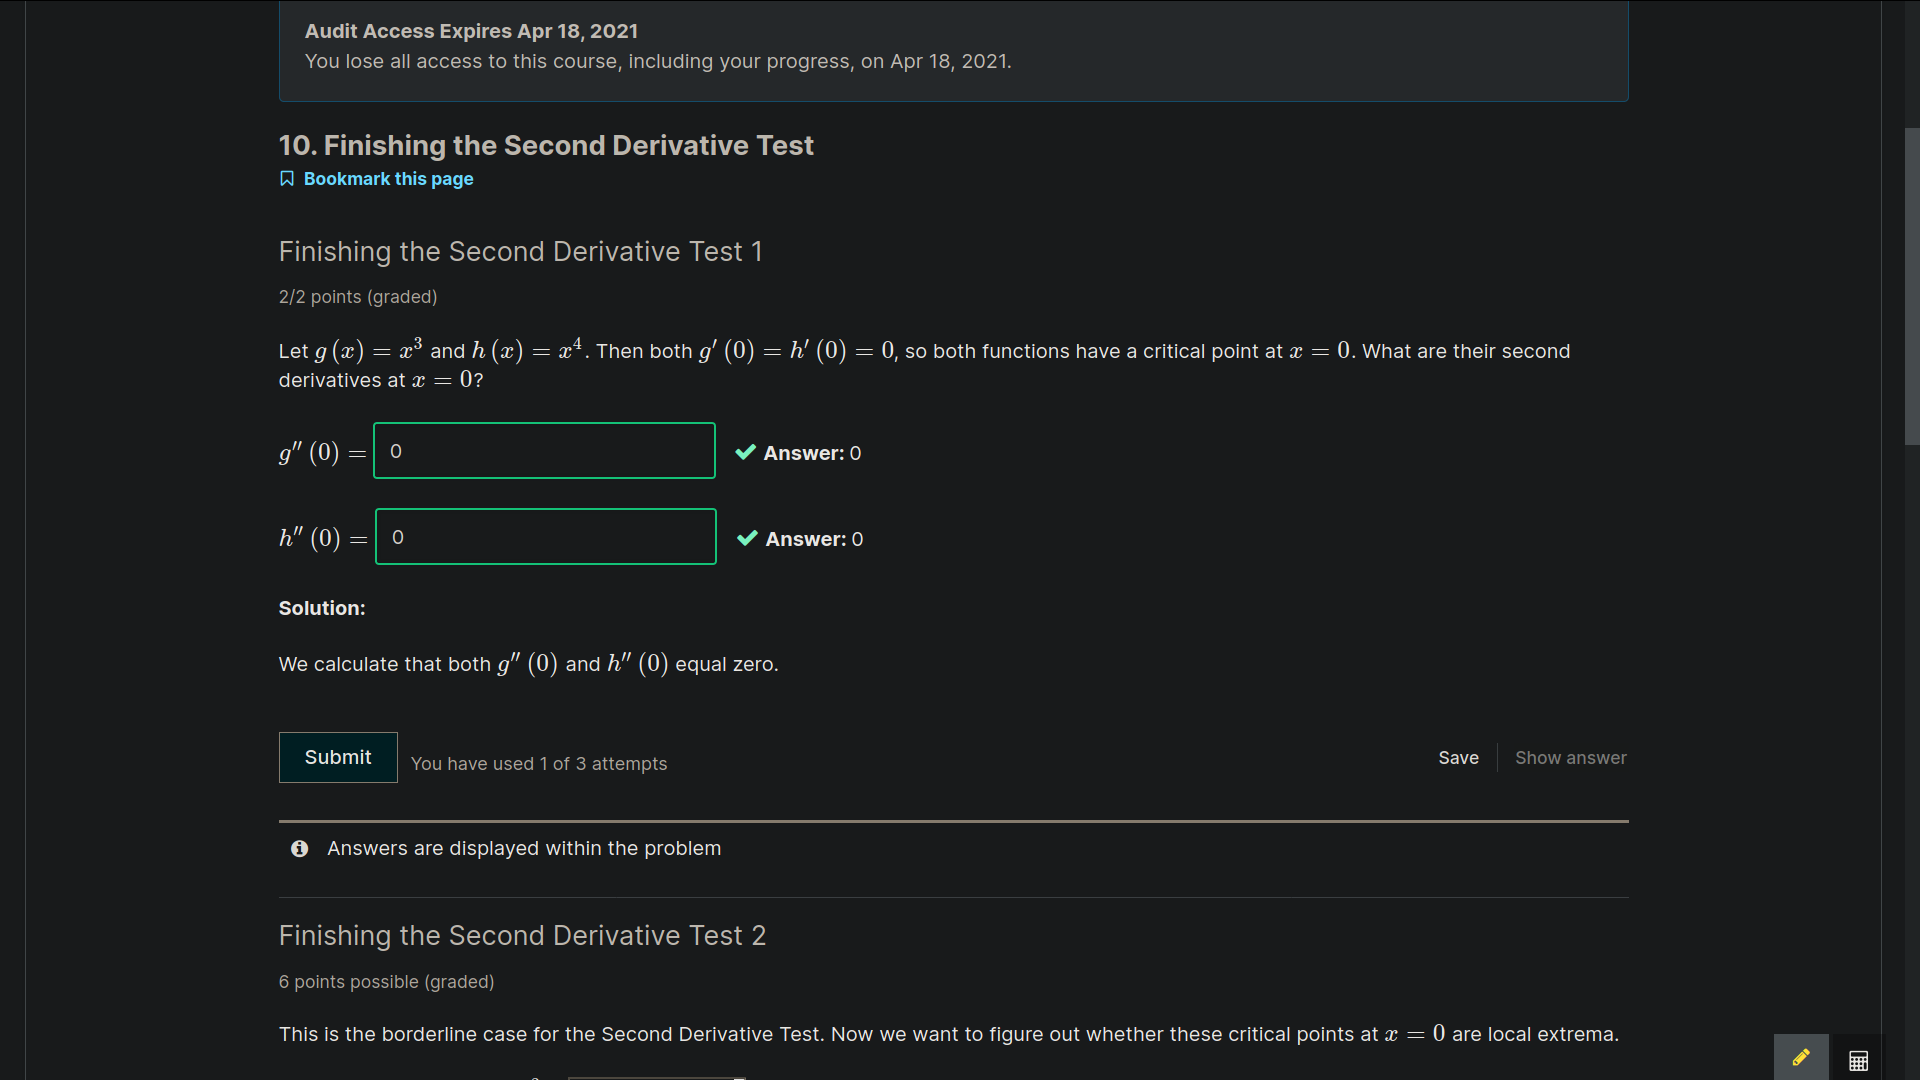 Audit Access Expires Apr 18, 2021
You lose all access to this course, including your progress, on Apr 18, 2021.
10. Finishing the Second Derivative Test
Bookmark this page
Finishing the Second Derivative Test 1
2/2 points (graded)
Let g (x) = x³ and h (x) = x⁴. Then both g′ (0) = h′ (0) = 0, so both functions have a critical point at x = 0. What are their second
derivatives at x = 0?
g″ (0) = 0 Answer: 0
h″ (0) = 0 Answer: 0
Solution:
We calculate that both g″ (0) and h″ (0) equal zero.
Submit You have used 1 of 3 attempts Save Show answer
Answers are displayed within the problem
Finishing the Second Derivative Test 2
6 points possible (graded)
This is the borderline case for the Second Derivative Test. Now we want to figure out whether these critical points at x = 0 are local extrema.